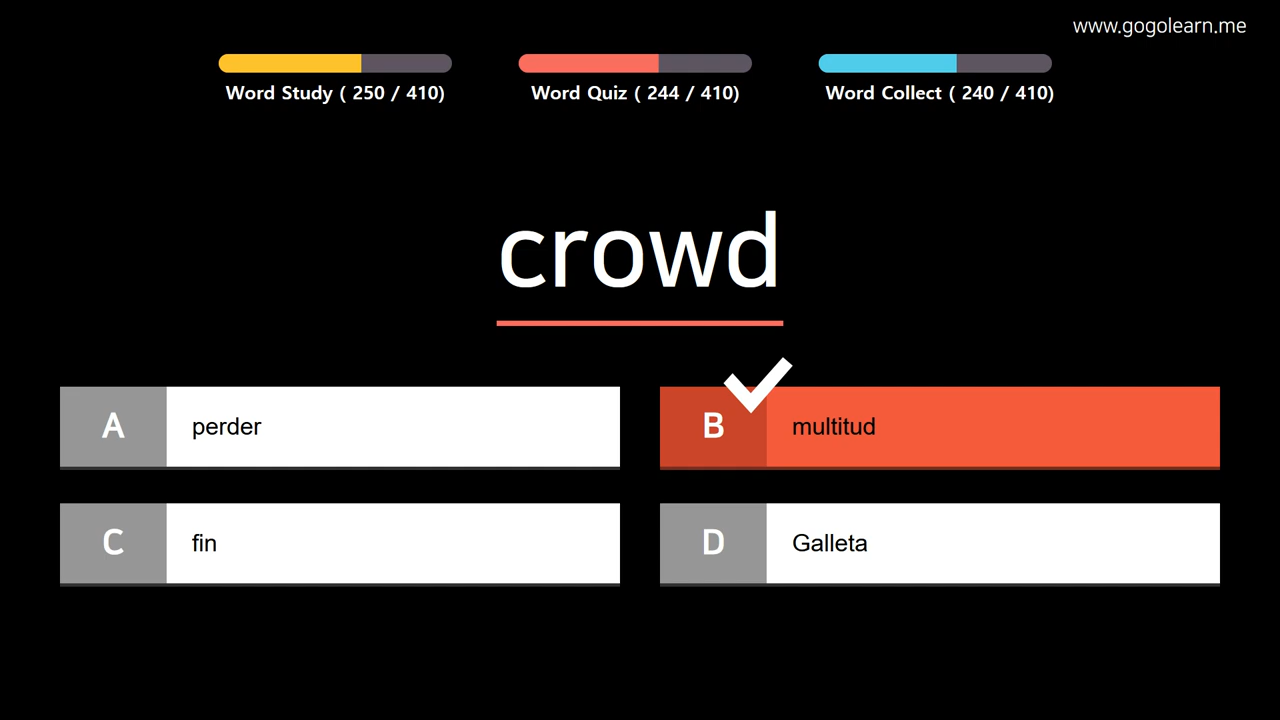 www.gogolearn.me
Word Study ( 250 / 410)
Word Quiz ( 244 / 410)
Word Collect ( 240 / 410)
crowd
A
perder
B
multitud
C
fin
D
Galleta